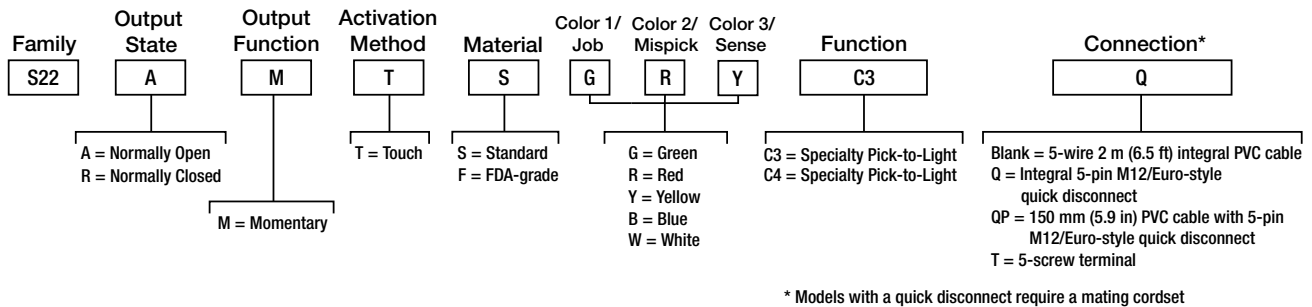 Family
Output
State
Output
Function
Activation
Method
Material
Color 1/
Job
Color 2/
Mispick
Color 3/
Sense
Function
Connection*
S22
A
M
T
S
G
R
Y
C3
Q
A = Normally Open
R = Normally Closed
M = Momentary
T = Touch
S = Standard
F = FDA-grade
G = Green
R = Red
Y = Yellow
B = Blue
W = White
C3 = Specialty Pick-to-Light
C4 = Specialty Pick-to-Light
Blank = 5-wire 2 m (6.5 ft) integral PVC cable
Q = Integral 5-pin M12/Euro-style
quick disconnect
QP = 150 mm (5.9 in) PVC cable with 5-pin
M12/Euro-style quick disconnect
T = 5-screw terminal
* Models with a quick disconnect require a mating cordset